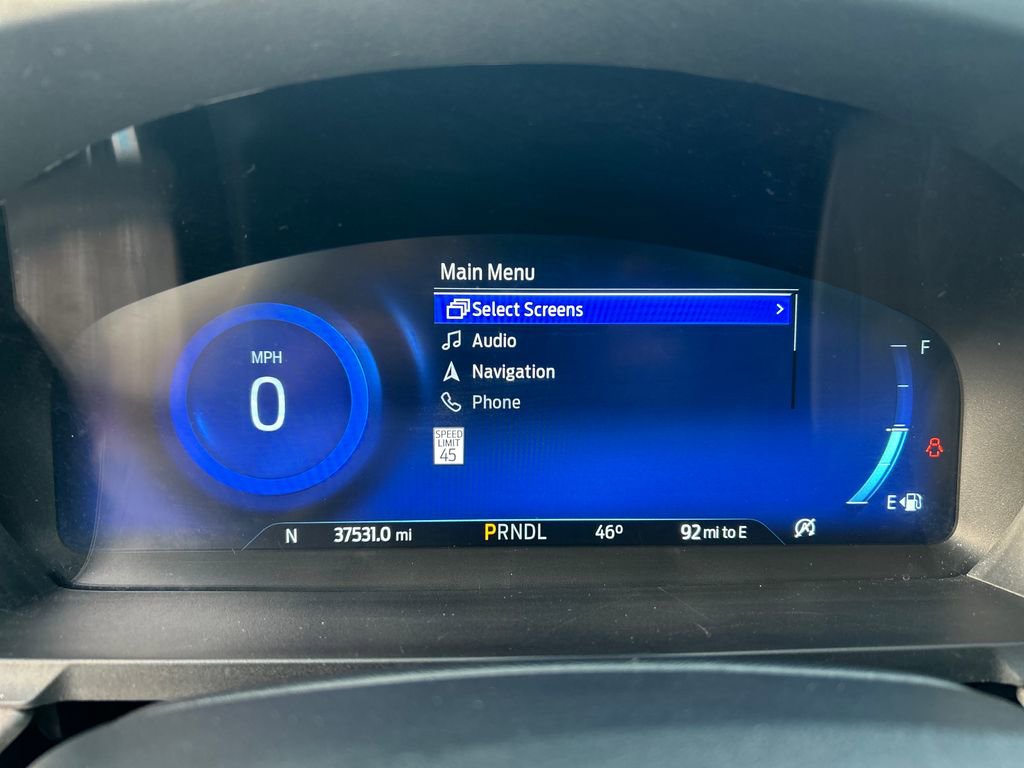 Main Menu
Select Screens
Audio
Navigation
Phone
MPH
0
SPEED
LIMIT
45
F
E
N 37531.0 mi PRNDL 46° 92 mi to E